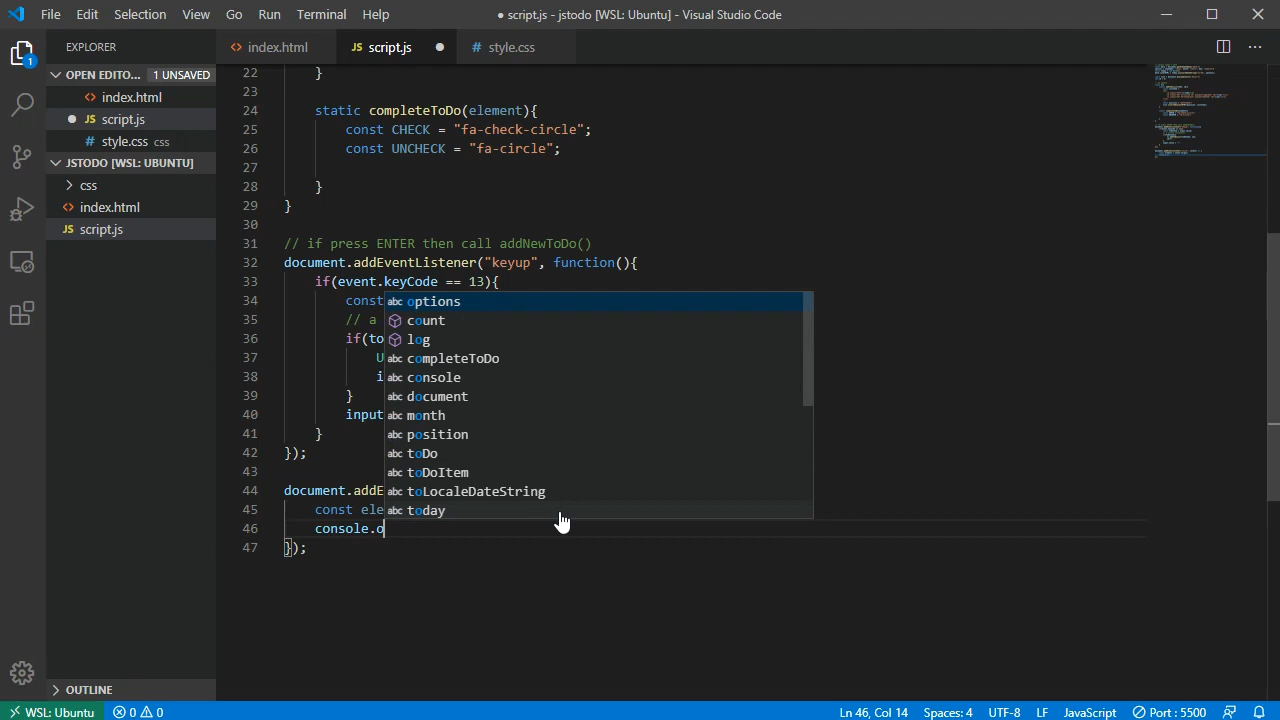 File Edit Selection View Go Run Terminal Help
● script.js - jstodo [WSL: Ubuntu] - Visual Studio Code
EXPLORER
<> index.html
JS script.js ●
# style.css
OPEN EDITO... 1 UNSAVED
<> index.html
● JS script.js
# style.css css
JSTODO [WSL: UBUNTU]
> css
<> index.html
JS script.js
> OUTLINE
1
22 }
23
24 static completeToDo(element){
25 const CHECK = "fa-check-circle";
26 const UNCHECK = "fa-circle";
27
28 }
29 }
30
31 // if press ENTER then call addNewToDo()
32 document.addEventListener("keyup", function(){
33 if(event.keyCode == 13){
34 const
35 // a
36 if(to
37 U
38 i
39 }
40 input
41 }
42 });
43
44 document.addE
45 const ele
46 console.o
47 });
abc options
count
log
abc completeToDo
abc console
abc document
abc month
abc position
abc toDo
abc toDoItem
abc toLocaleDateString
abc today
WSL: Ubuntu 0 0 Ln 46, Col 14 Spaces: 4 UTF-8 LF JavaScript Port : 5500